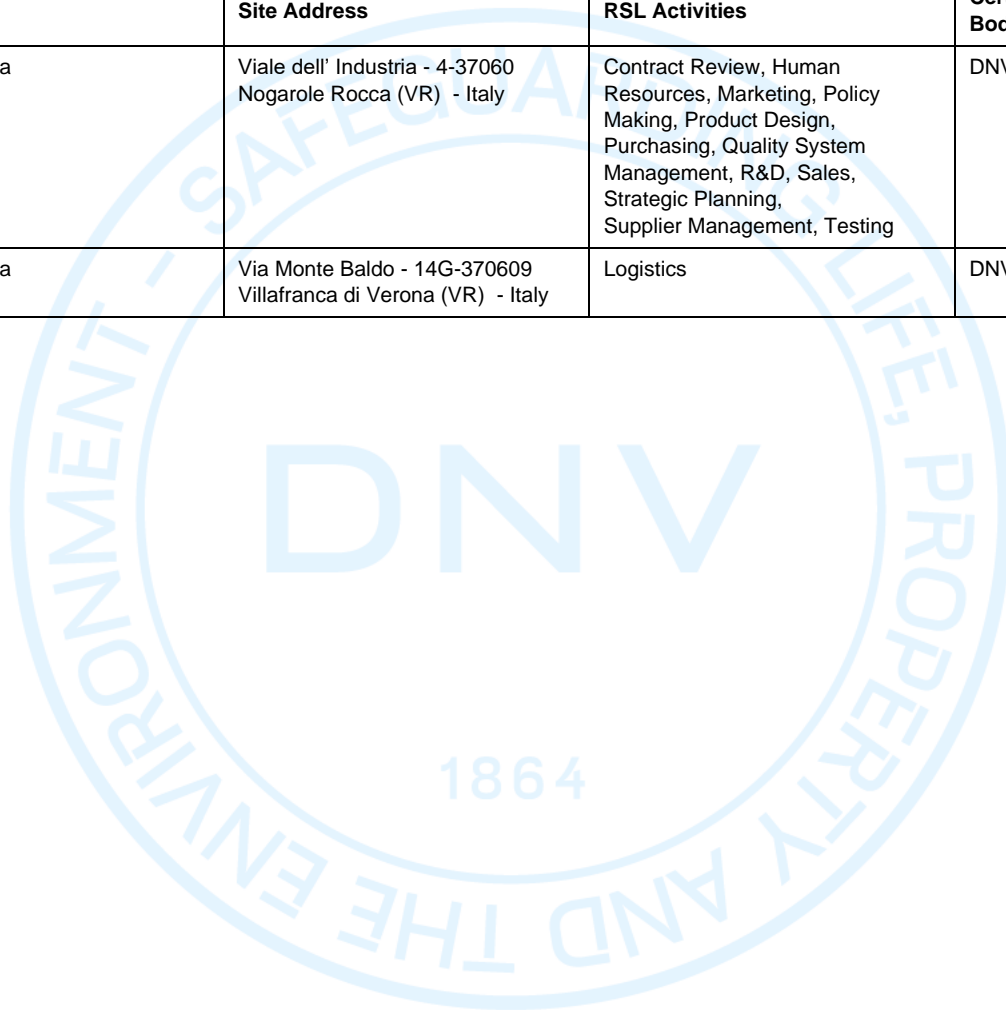 Site Address
RSL Activities
a
Viale dell' Industria - 4-37060
Nogarole Rocca (VR) - Italy
Contract Review, Human
Resources, Marketing, Policy
Making, Product Design,
Purchasing, Quality System
Management, R&D, Sales,
Strategic Planning,
Supplier Management, Testing
DNV
a
Via Monte Baldo - 14G-370609
Villafranca di Verona (VR) - Italy
Logistics
DNV
SAFEGUARDING LIFE, PROPERTY AND THE ENVIRONMENT -
DNV
1864